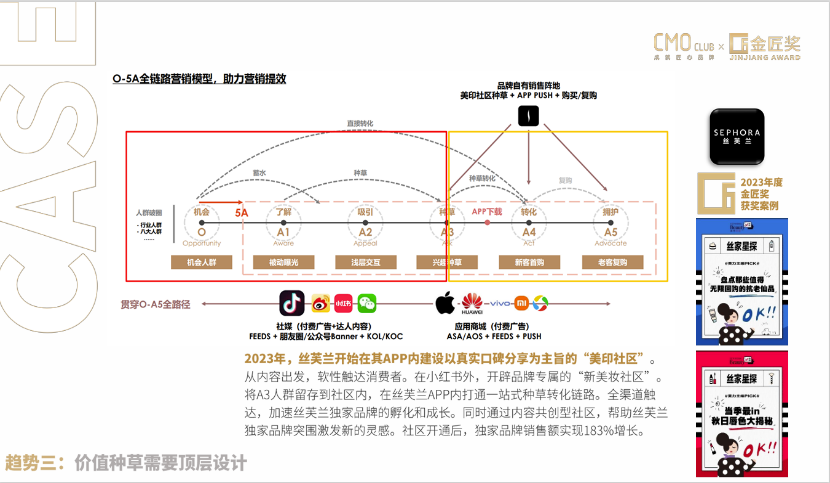 CASE
CMO CLUB × 金匠奖
JINJIANG AWARD
O-5A全链路营销模型，助力营销提效
品牌自有销售阵地
美印社区种草 + APP PUSH + 购买/复购
SEPHORA
丝芙兰
2023年度
金匠奖
获奖案例
直接转化
蓄水
种草
种草转化
复购
人群破圈
- 行业人群
- 八大人群
5A
APP下载
机会
O
Opportunity
机会人群
了解
A1
Aware
被动曝光
吸引
A2
Appeal
浅层交互
种草
A3
兴趣种草
转化
A4
Act
新客首购
拥护
A5
Advocate
老客复购
贯穿O-A5全路径
HUAWEI
vivo
社媒（付费广告+达人内容）
FEEDS + 朋友圈/公众号Banner + KOL/KOC
应用商城（付费广告）
ASA/AOS + FEEDS + PUSH
2023年，丝芙兰开始在其APP内建设以真实口碑分享为主旨的“美印社区”。
从内容出发，软性触达消费者。在小红书外，开辟品牌专属的“新美妆社区”。
将A3人群留存到社区内，在丝芙兰APP内打通一站式种草转化链路。全渠道触
达，加速丝芙兰独家品牌的孵化和成长。同时通过内容共创型社区，帮助丝芙兰
独家品牌突围激发新的灵感。社区开通后，独家品牌销售额实现183%增长。
丝家星探
盘点那些值得
无限回购的抗老仙品
OK!!
丝家星探
当季最in
秋日唇色大揭秘
OK!!
趋势三：价值种草需要顶层设计